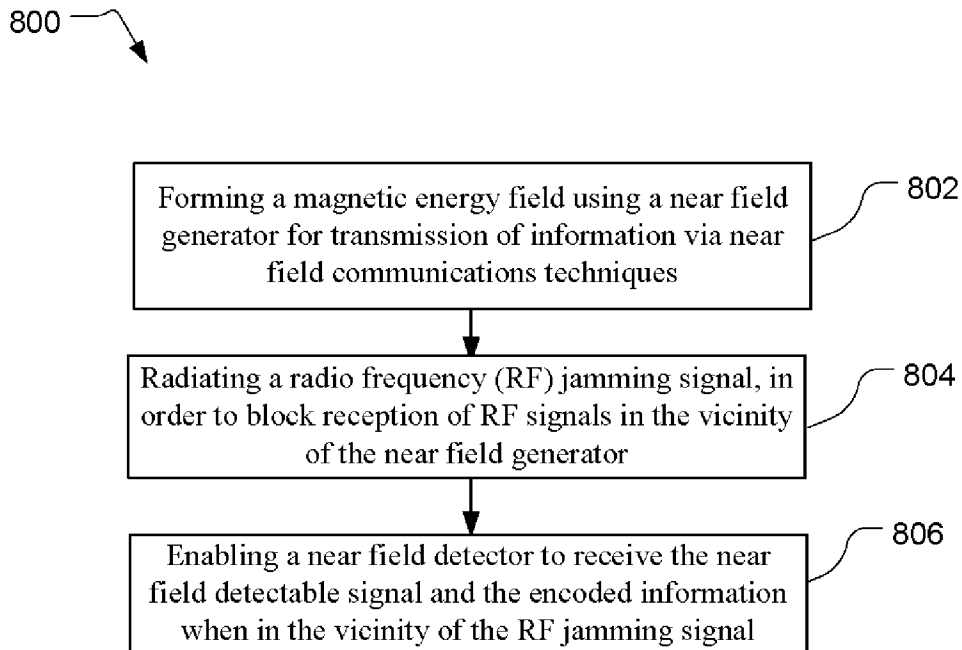 800
Forming a magnetic energy field using a near field
generator for transmission of information via near
field communications techniques
802
Radiating a radio frequency (RF) jamming signal, in
order to block reception of RF signals in the vicinity
of the near field generator
804
Enabling a near field detector to receive the near
field detectable signal and the encoded information
when in the vicinity of the RF jamming signal
806